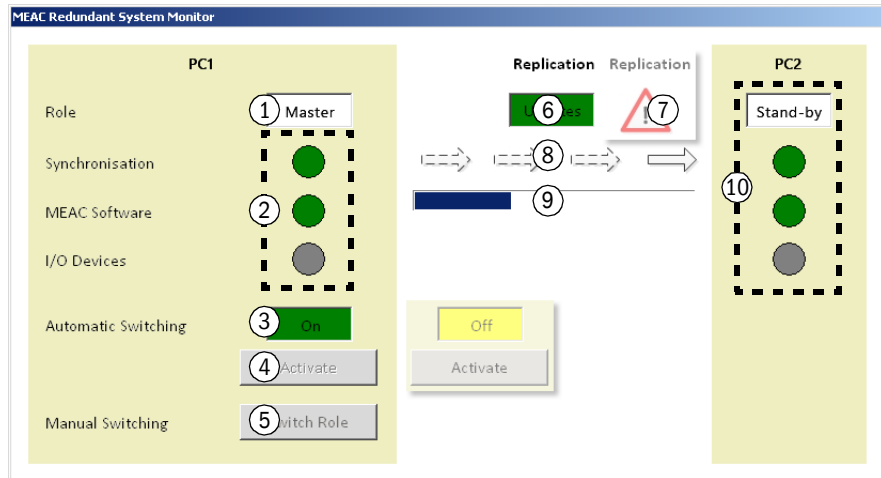 MEAC Redundant System Monitor
PC1
Replication Replication
PC2
Role
1 Master
6
7
Stand-by
Synchronisation
8
2
MEAC Software
9
10
I/O Devices
Automatic Switching
3 On
Off
4 Activate
Activate
Manual Switching
5 Role